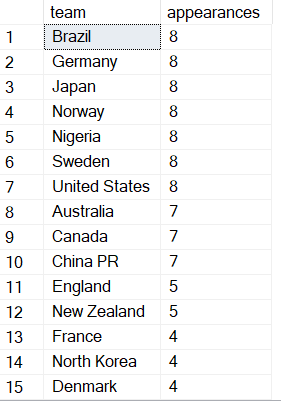 team appearances
1 Brazil 8
2 Germany 8
3 Japan 8
4 Norway 8
5 Nigeria 8
6 Sweden 8
7 United States 8
8 Australia 7
9 Canada 7
10 China PR 7
11 England 5
12 New Zealand 5
13 France 4
14 North Korea 4
15 Denmark 4